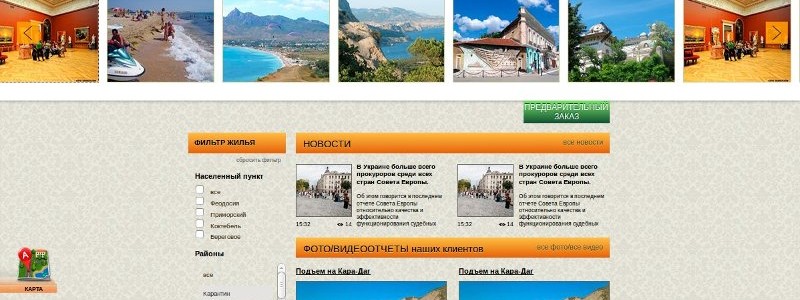 ПРЕДВАРИТЕЛЬНЫЙ
ЗАКАЗ
ФИЛЬТР ЖИЛЬЯ
сбросить фильтр
Населенный пункт
все
Феодосия
Приморский
Коктебель
Береговое
Районы
все
Карантин
НОВОСТИ
все новости
В Украине больше всего
прокуроров среди всех
стран Совета Европы.
Об этом говорится в последнем
отчете Совета Европы
относительно качества и
эффективности
функционирования судебных
15:32
14
В Украине больше всего
прокуроров среди всех
стран Совета Европы.
Об этом говорится в последнем
отчете Совета Европы
относительно качества и
эффективности
функционирования судебных
15:32
14
ФОТО/ВИДЕООТЧЕТЫ наших клиентов
все фото/все видео
Подъем на Кара-Даг
Подъем на Кара-Даг
КАРТА